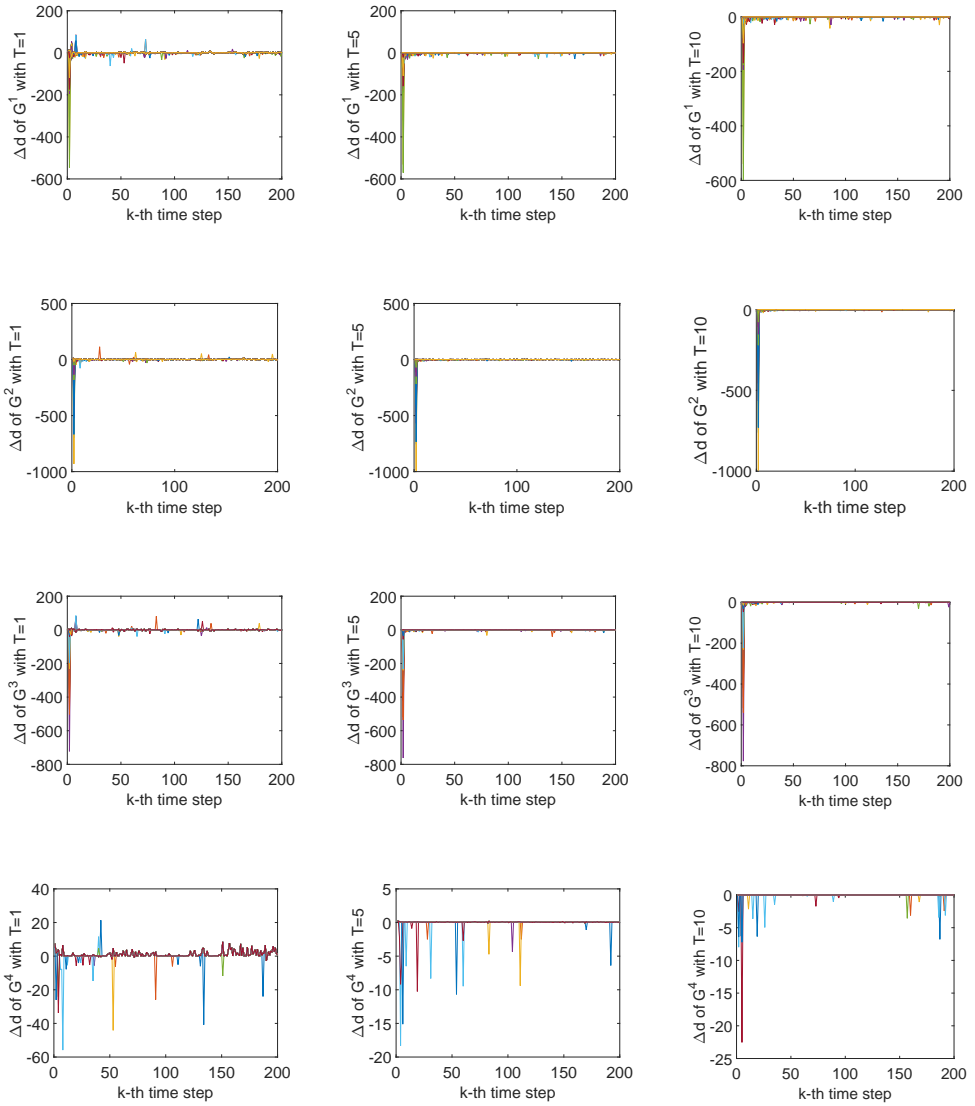 200
0
-200
-400
-600
0 50 100 150 200
k-th time step
Δd of G¹ with T=1
200
0
-200
-400
-600
0 50 100 150 200
k-th time step
Δd of G¹ with T=5
0
-100
-200
-300
-400
-500
-600
0 50 100 150 200
k-th time step
Δd of G¹ with T=10
500
0
-500
-1000
0 100 200
k-th time step
Δd of G² with T=1
500
0
-500
-1000
0 100 200
k-th time step
Δd of G² with T=5
0
-500
-1000
0 100 200
k-th time step
Δd of G² with T=10
200
0
-200
-400
-600
-800
0 50 100 150 200
k-th time step
Δd of G³ with T=1
200
0
-200
-400
-600
-800
0 50 100 150 200
k-th time step
Δd of G³ with T=5
0
-200
-400
-600
-800
0 50 100 150 200
k-th time step
Δd of G³ with T=10
40
20
0
-20
-40
-60
0 50 100 150 200
k-th time step
Δd of G⁴ with T=1
5
0
-5
-10
-15
-20
0 50 100 150 200
k-th time step
Δd of G⁴ with T=5
0
-5
-10
-15
-20
-25
0 50 100 150 200
k-th time step
Δd of G⁴ with T=10